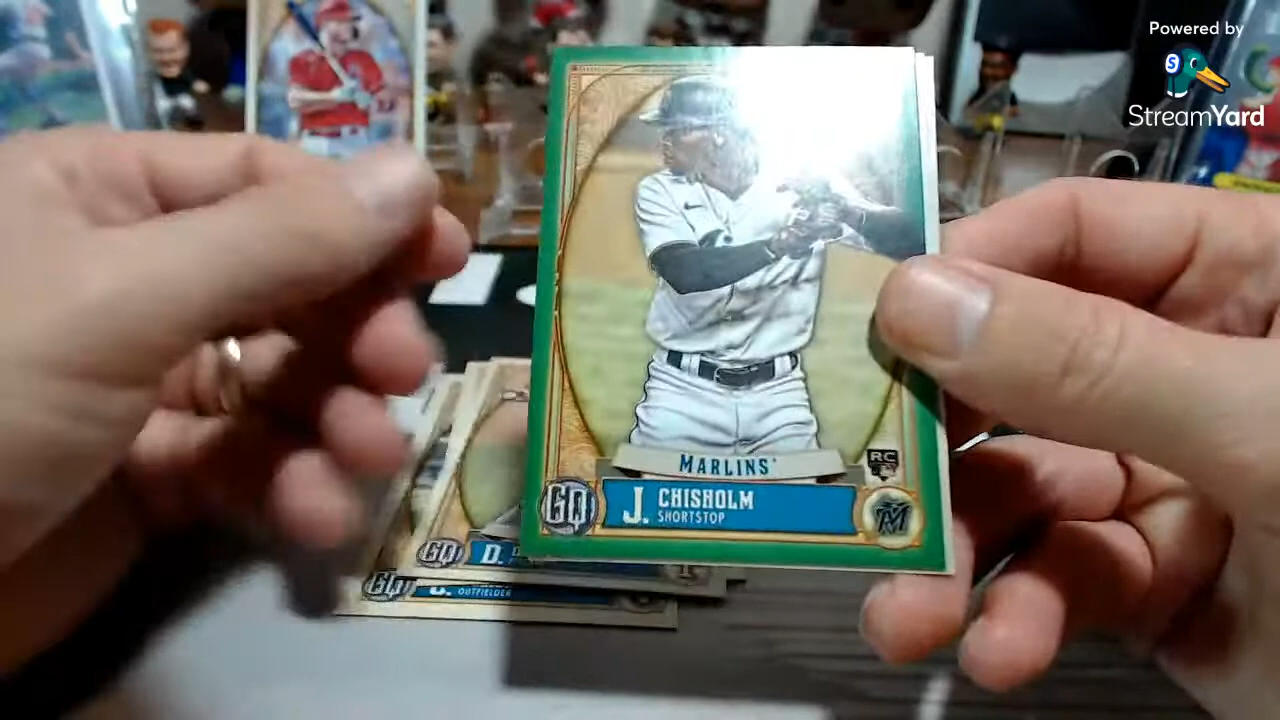 Powered by
StreamYard
MARLINS
RC
GQ
J. CHISHOLM
SHORTSTOP
M
GQ
D.
GQ
OUTFIELDER